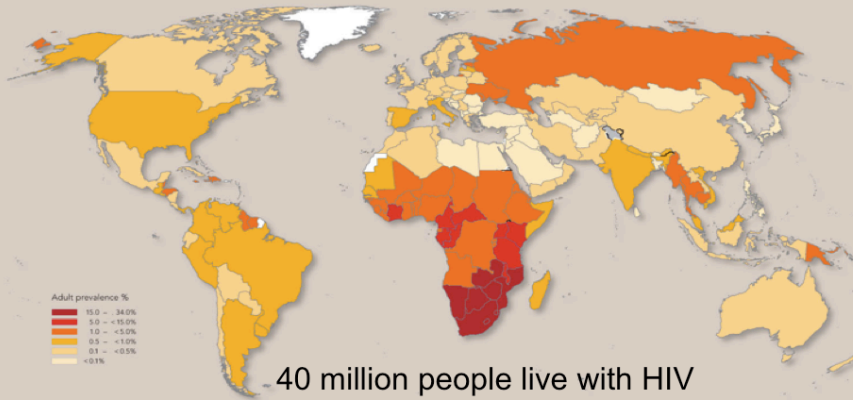 Adult prevalence %
15.0 – . 34.0%
5.0 – <15.0%
1.0 – <5.0%
0.5 – <1.0%
0.1 – <0.5%
<0.1%
40 million people live with HIV